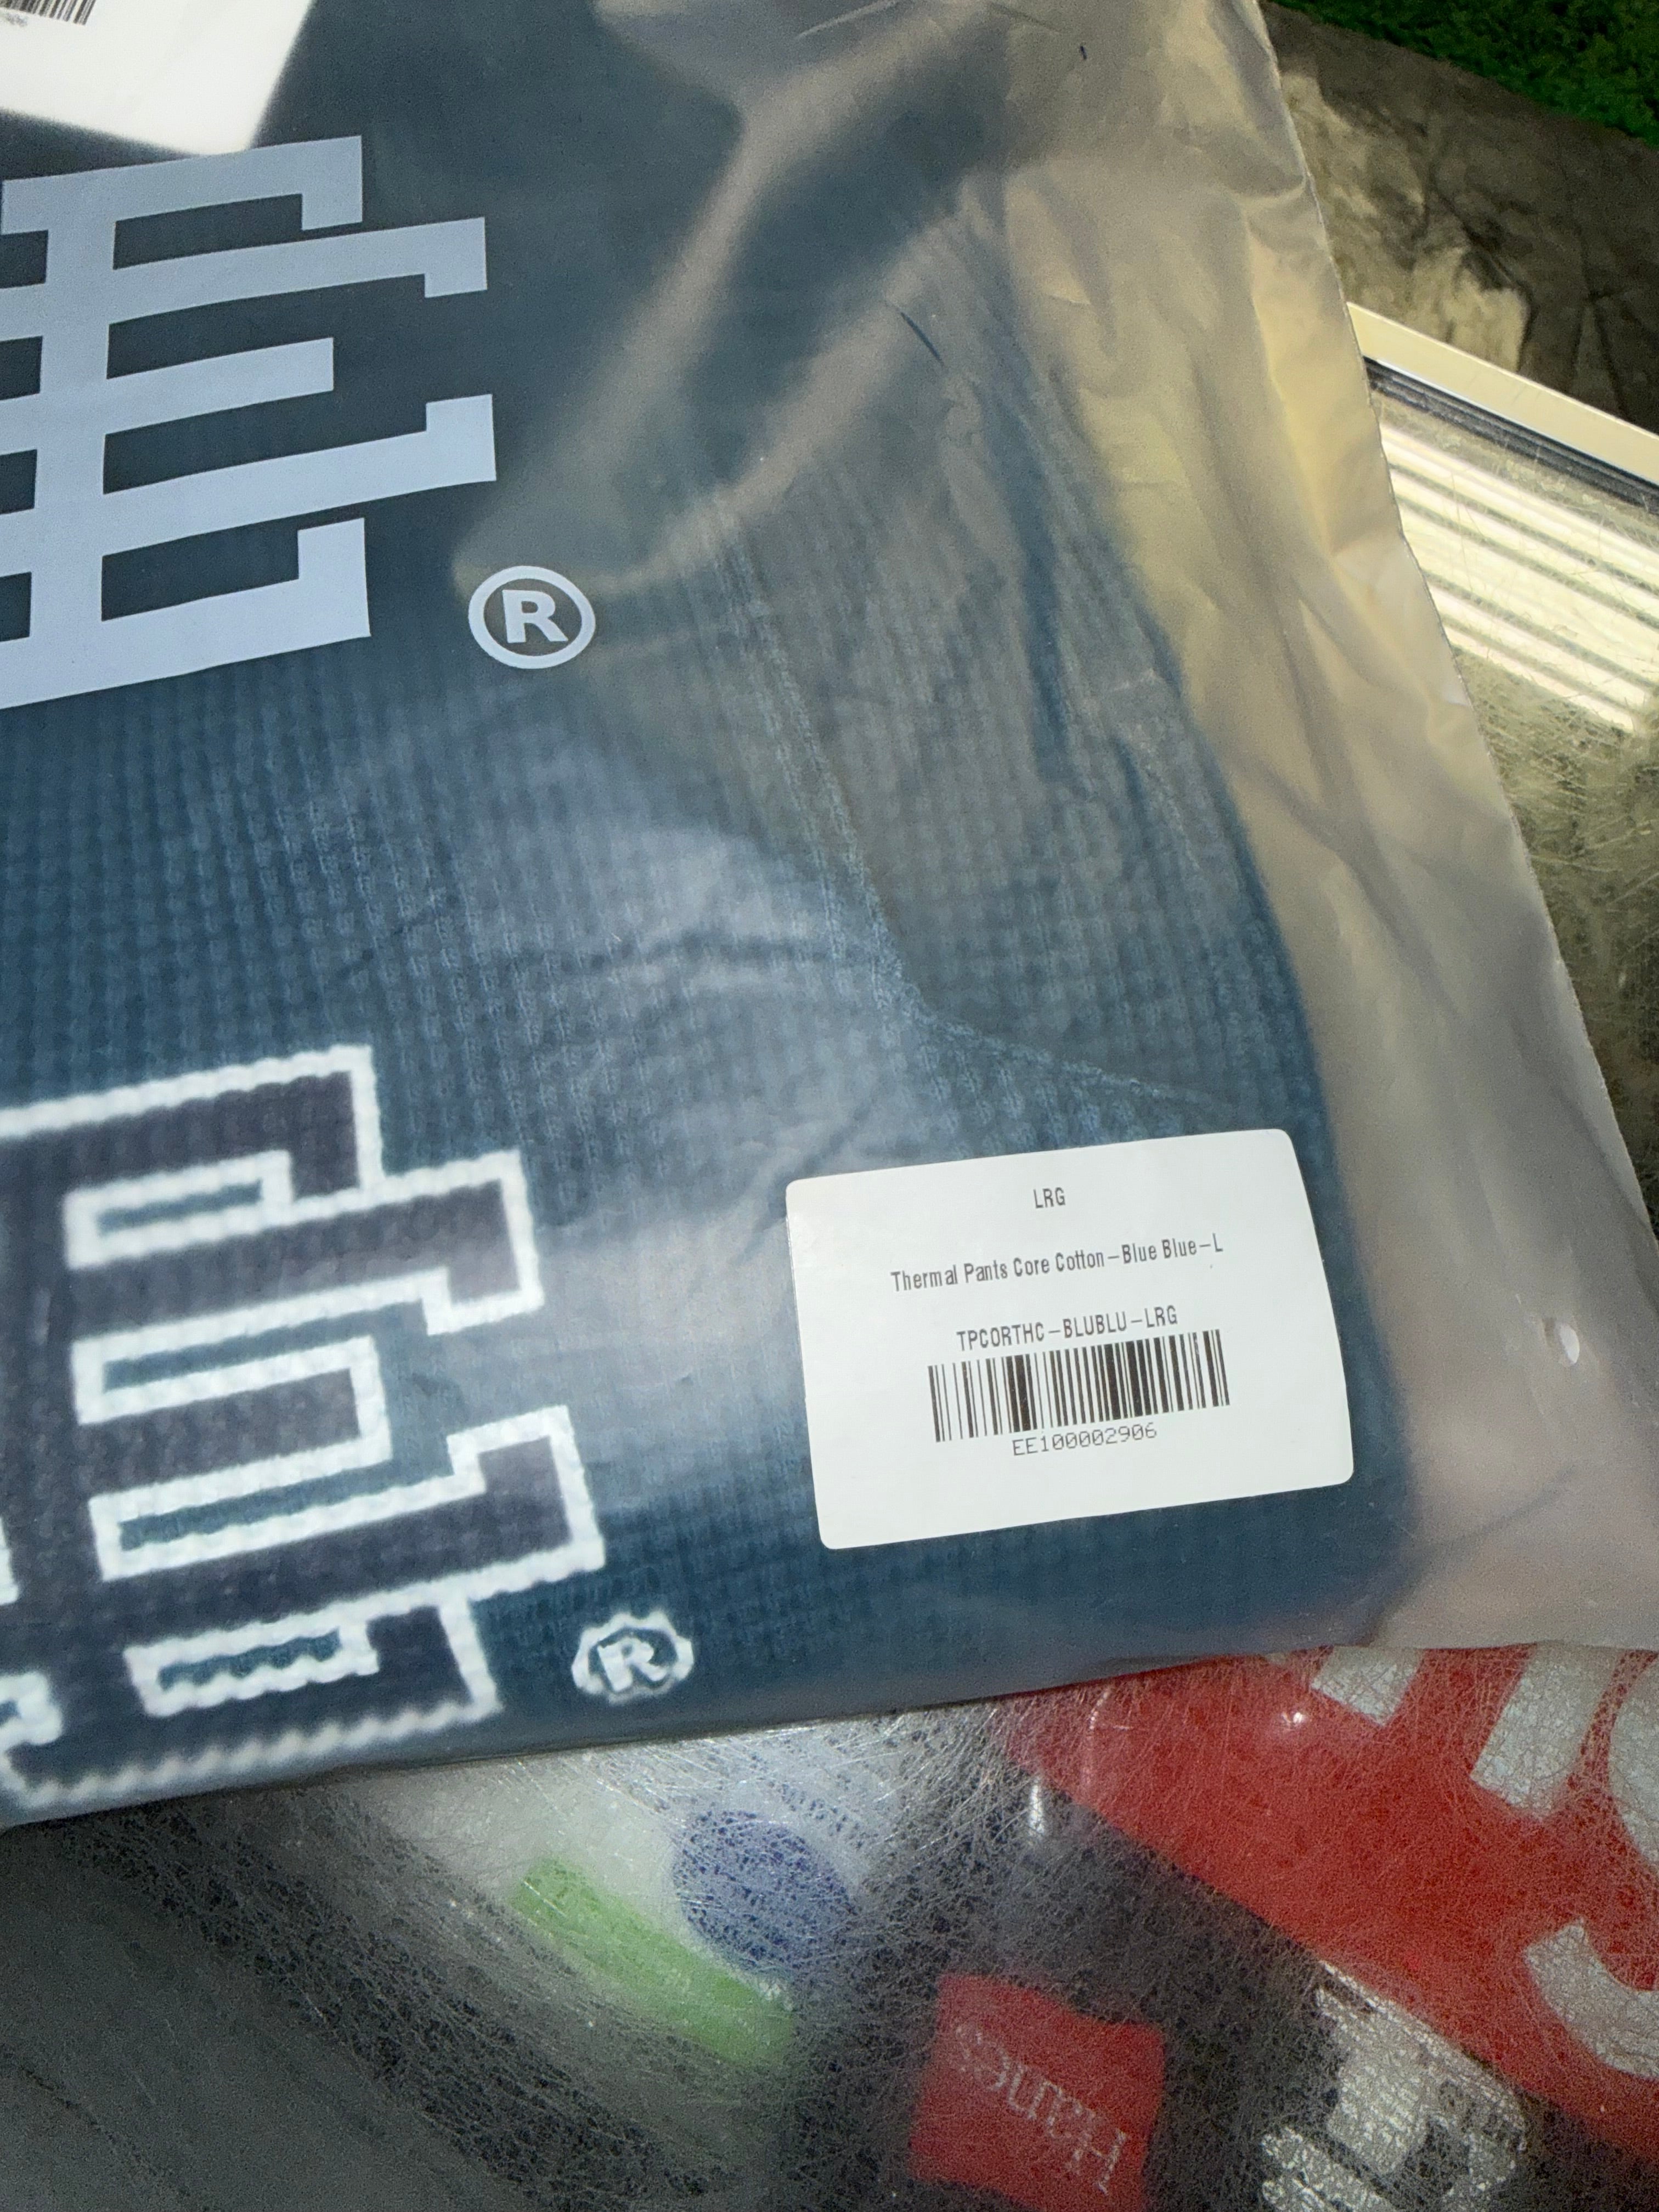 ®
LRG
Thermal Pants Core Cotton-Blue Blue-L
TPCORTHC-BLUBLU-LRG
EE100002906
®
Hanes